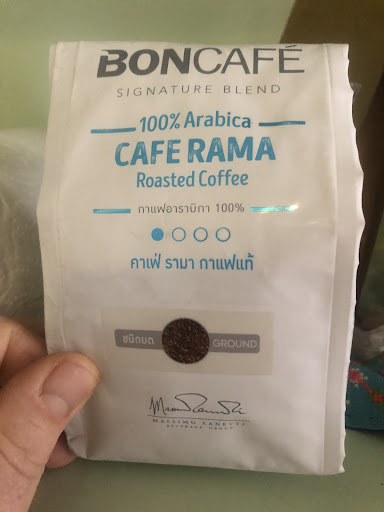 BONCAFÉ
SIGNATURE BLEND
100% Arabica
CAFE RAMA
Roasted Coffee
กาแฟอาราบิกา 100%
คาเฟ่ รามา กาแฟแท้
ชนิดบด GROUND
MASSIMO ZANETTI
BEVERAGE GROUP